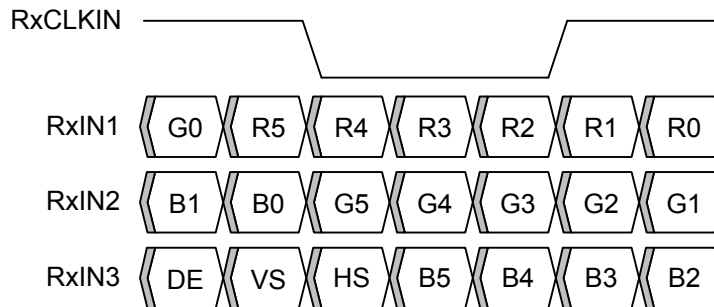 RxCLKIN
RxIN1 G0 R5 R4 R3 R2 R1 R0
RxIN2 B1 B0 G5 G4 G3 G2 G1
RxIN3 DE VS HS B5 B4 B3 B2